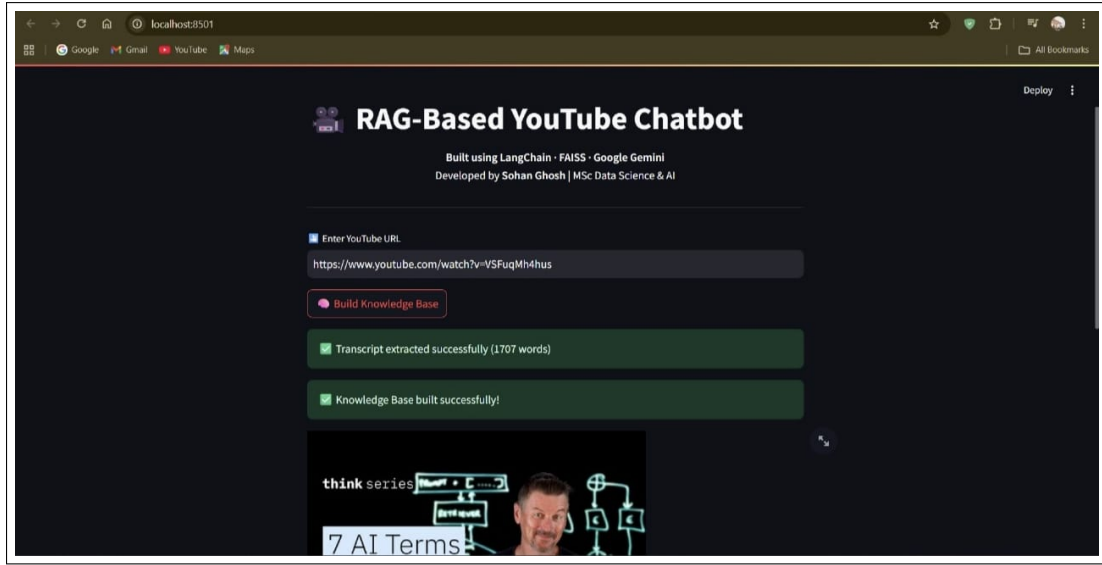 localhost:8501
Google Gmail YouTube Maps All Bookmarks
Deploy
RAG-Based YouTube Chatbot
Built using LangChain · FAISS · Google Gemini
Developed by Sohan Ghosh | MSc Data Science & AI
Enter YouTube URL
https://www.youtube.com/watch?v=VSFuqMh4hus
Build Knowledge Base
Transcript extracted successfully (1707 words)
Knowledge Base built successfully!
think series
RETRIEVER
7 AI Terms